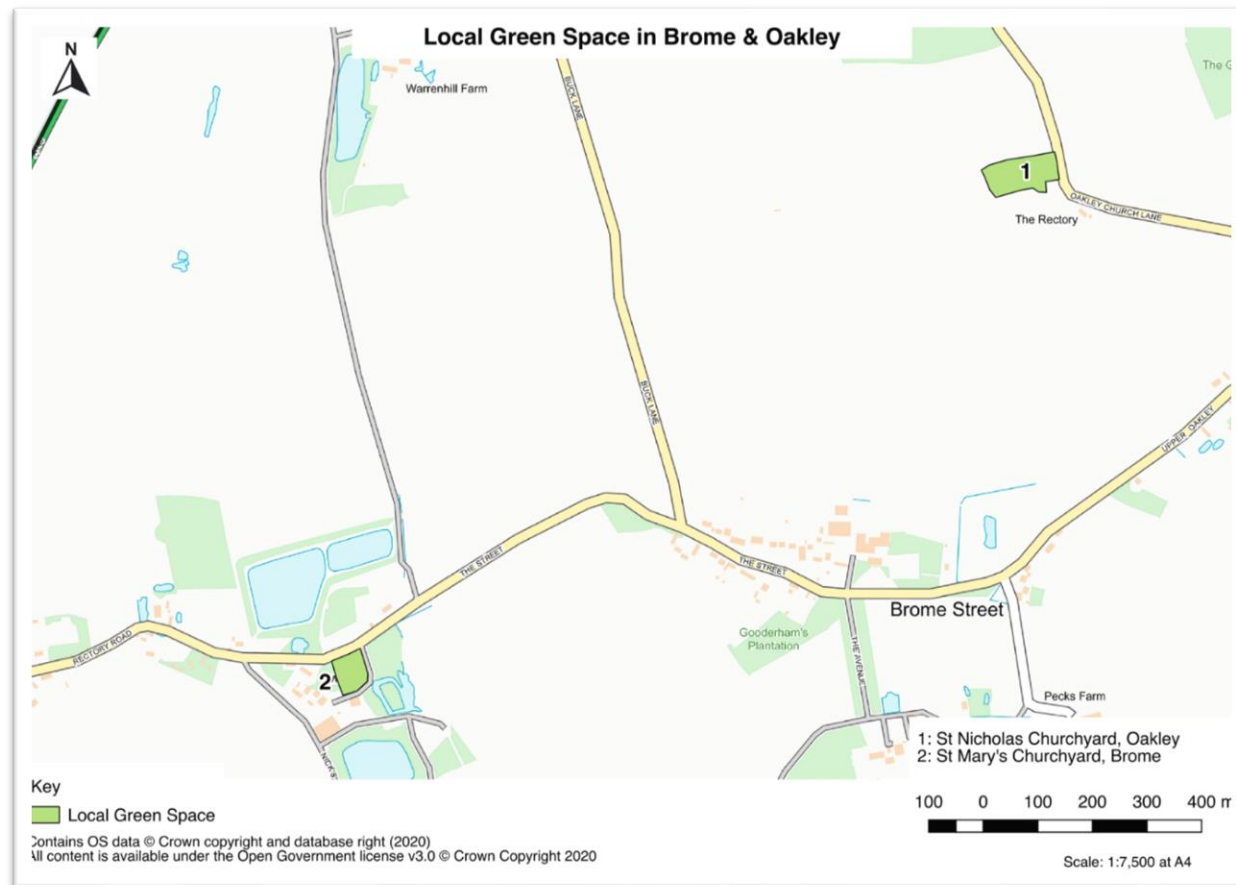 Local Green Space in Brome & Oakley
N
Warrenhill Farm
BUCK LANE
The G
1
OAKLEY CHURCH LANE
The Rectory
BUCK LANE
UPPER OAKLEY
THE STREET
THE STREET
Brome Street
Gooderham's
Plantation
RECTORY ROAD
THE AVENUE
2
Pecks Farm
1: St Nicholas Churchyard, Oakley
2: St Mary's Churchyard, Brome
Key
Local Green Space
100 0 100 200 300 400 m
Contains OS data © Crown copyright and database right (2020)
All content is available under the Open Government license v3.0 © Crown Copyright 2020
Scale: 1:7,500 at A4